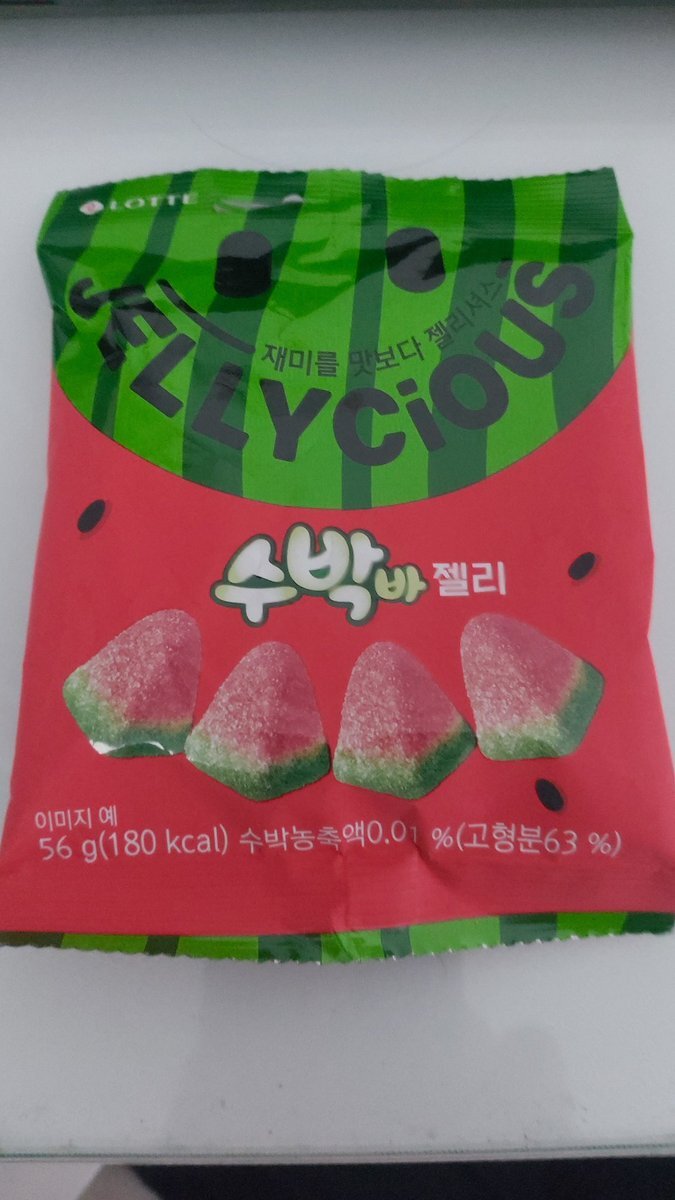 LOTTE
JELLYCiOUS
재미를 맛보다 젤리셔스
수박바 젤리
이미지 예
56 g(180 kcal) 수박농축액0.01 %(고형분63 %)